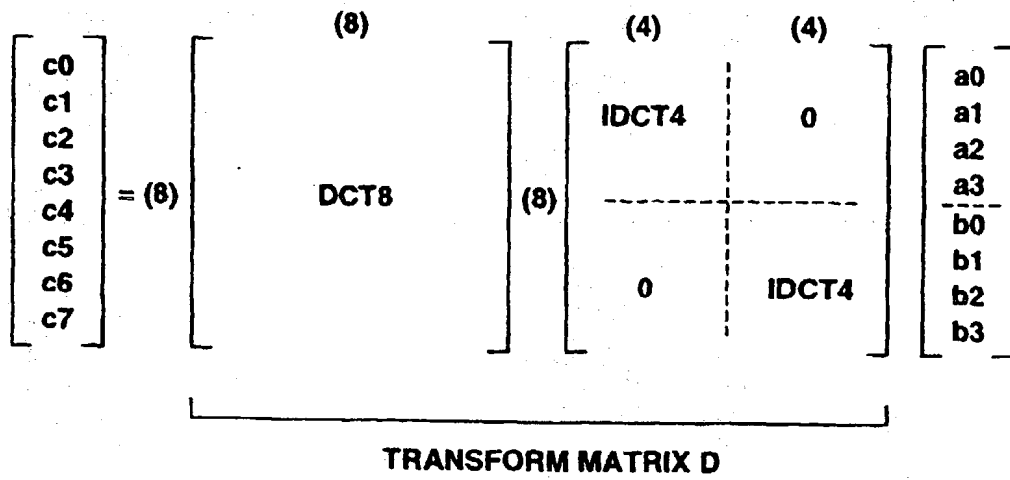 (8) (4) (4)
c0
c1
c2
c3
c4
c5
c6
c7
= (8)
DCT8
(8)
IDCT4 0
0 IDCT4
a0
a1
a2
a3
b0
b1
b2
b3
TRANSFORM MATRIX D